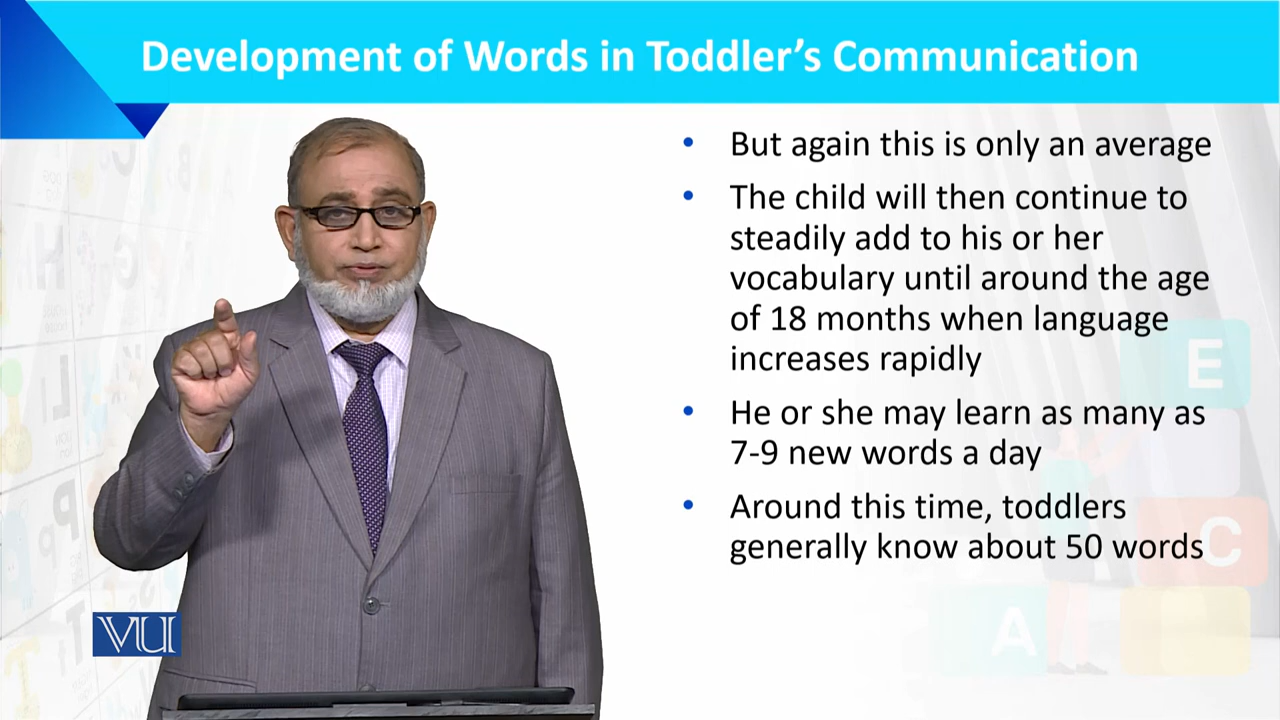 Development of Words in Toddler's Communication
• But again this is only an average
• The child will then continue to
steadily add to his or her
vocabulary until around the age
of 18 months when language
increases rapidly
• He or she may learn as many as
7-9 new words a day
• Around this time, toddlers
generally know about 50 words
VU
E
C
A